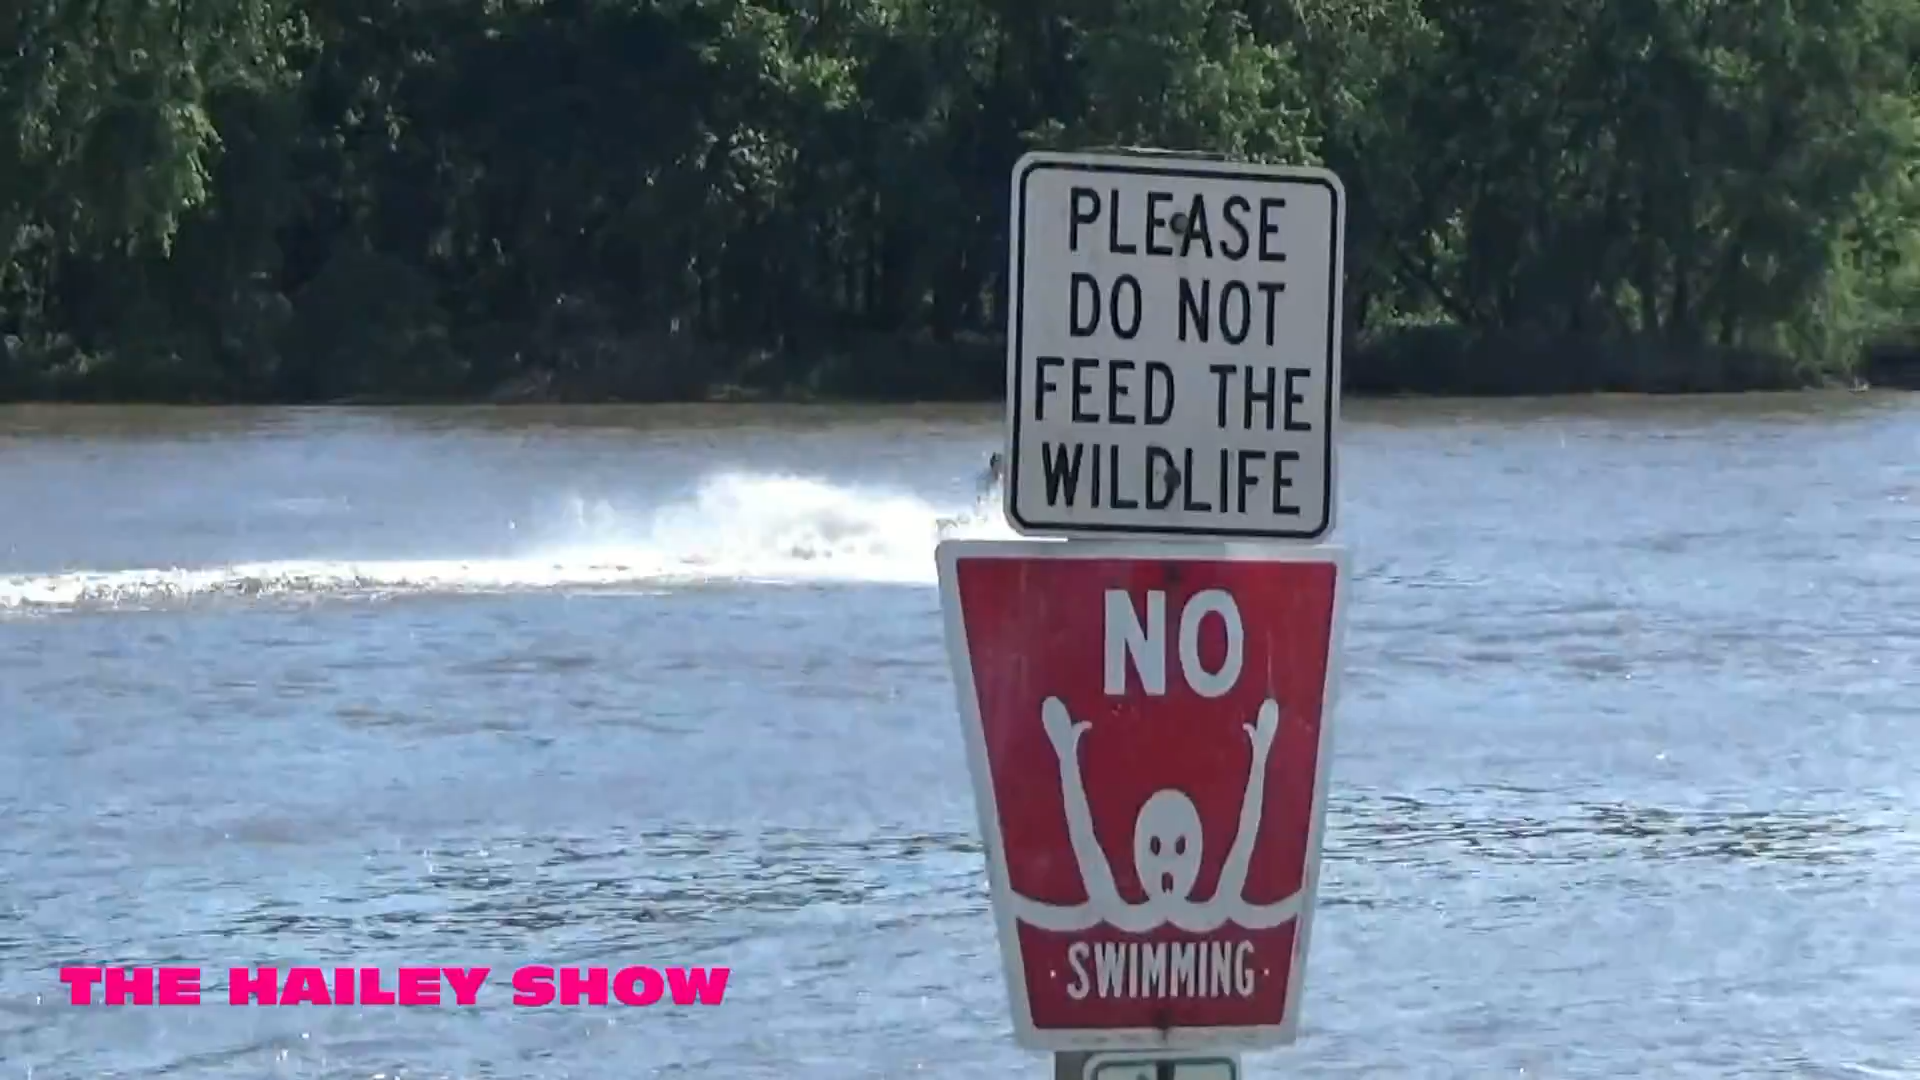 PLEASE
DO NOT
FEED THE
WILDLIFE
NO
SWIMMING
THE HAILEY SHOW